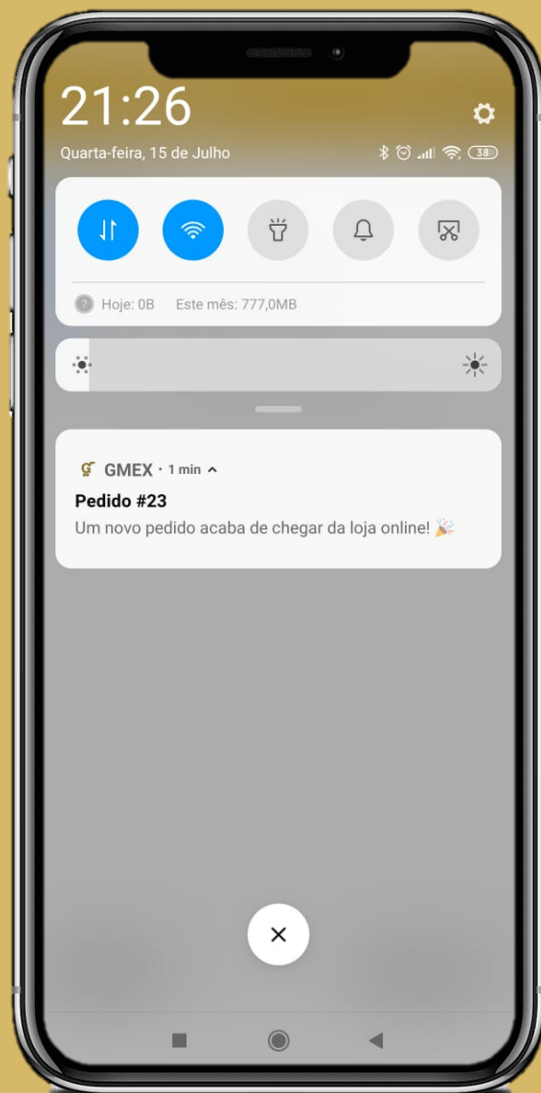 21:26
Quarta-feira, 15 de Julho
38
Hoje: 0B Este mês: 777,0MB
GMEX · 1 min
Pedido #23
Um novo pedido acaba de chegar da loja online! 🎉